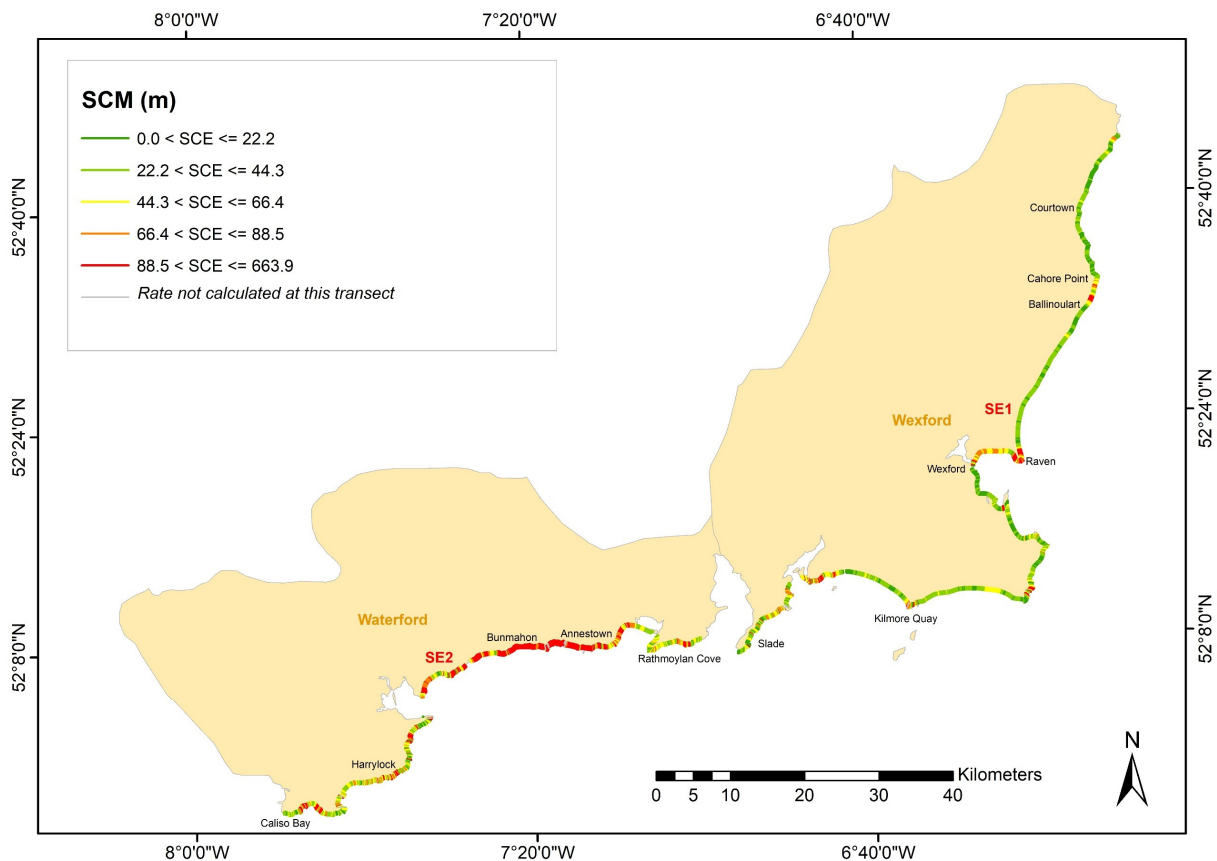 8°0'0"W 7°20'0"W 6°40'0"W
SCM (m)
0.0 < SCE <= 22.2
22.2 < SCE <= 44.3
44.3 < SCE <= 66.4
66.4 < SCE <= 88.5
88.5 < SCE <= 663.9
Rate not calculated at this transect
52°40'0"N
52°24'0"N
52°8'0"N
52°40'0"N
52°24'0"N
52°8'0"N
Courtown
Cahore Point
Ballinoulart
SE1
Wexford
Wexford
Raven
Kilmore Quay
Slade
Waterford
Bunmahon
Annestown
Rathmoylan Cove
SE2
Harrylock
Caliso Bay
N
Kilometers
0 5 10 20 30 40
8°0'0"W 7°20'0"W 6°40'0"W